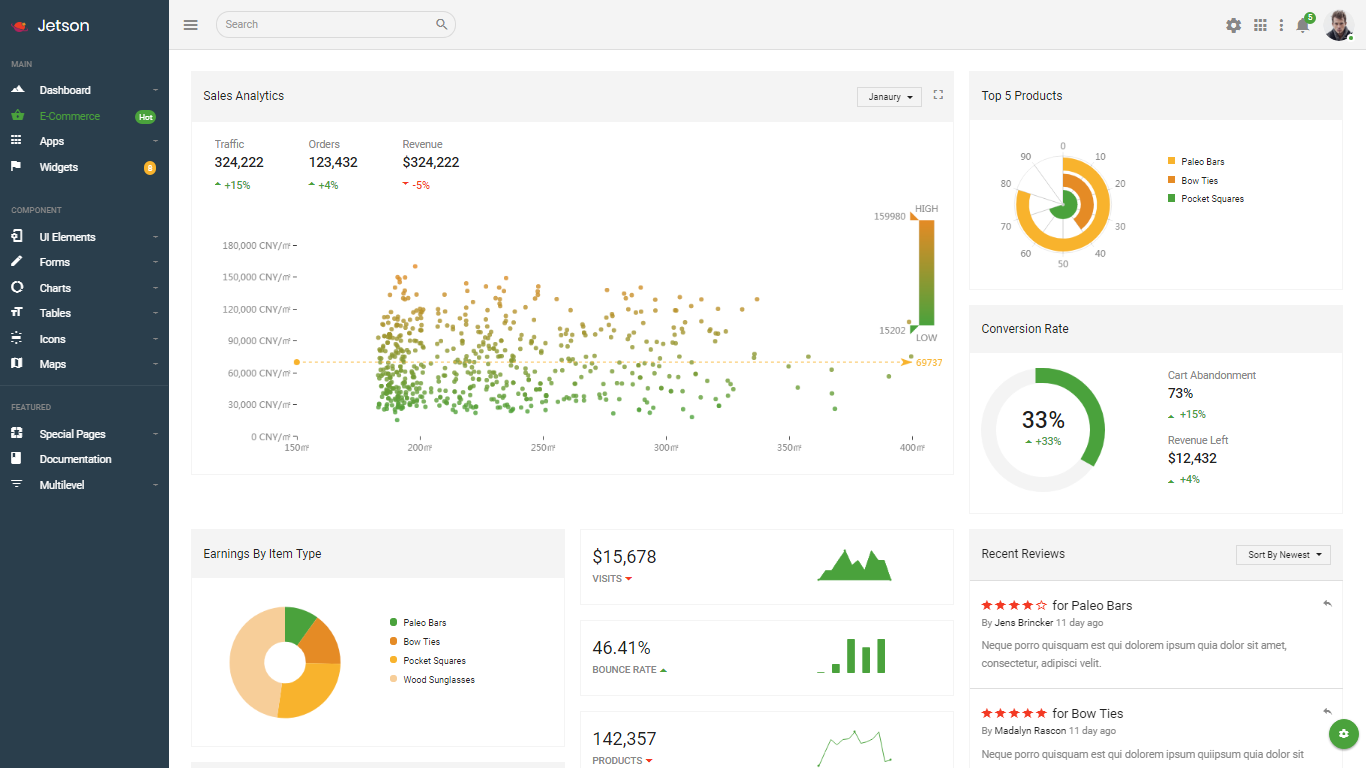 Jetson
Search
5
MAIN
Dashboard
E-Commerce
Hot
Apps
Widgets
8
COMPONENT
UI Elements
Forms
Charts
Tables
Icons
Maps
FEATURED
Special Pages
Documentation
Multilevel
Sales Analytics
Janaury
Traffic
Orders
Revenue
324,222
123,432
$324,222
+15%
+4%
-5%
HIGH
159980
15202
LOW
180,000 CNY/㎡
150,000 CNY/㎡
120,000 CNY/㎡
90,000 CNY/㎡
60,000 CNY/㎡
30,000 CNY/㎡
0 CNY/㎡
69737
150㎡
200㎡
250㎡
300㎡
350㎡
400㎡
Top 5 Products
0
10
20
30
40
50
60
70
80
90
Paleo Bars
Bow Ties
Pocket Squares
Conversion Rate
33%
+33%
Cart Abandonment
73%
+15%
Revenue Left
$12,432
+4%
Earnings By Item Type
Paleo Bars
Bow Ties
Pocket Squares
Wood Sunglasses
$15,678
VISITS
46.41%
BOUNCE RATE
142,357
PRODUCTS
Recent Reviews
Sort By Newest
for Paleo Bars
By Jens Brincker 11 day ago
Neque porro quisquam est qui dolorem ipsum quia dolor sit amet,
consectetur, adipisci velit.
for Bow Ties
By Madalyn Rascon 11 day ago
Neque porro quisquam est qui dolorem ipsum quiipsum quia dolor sit